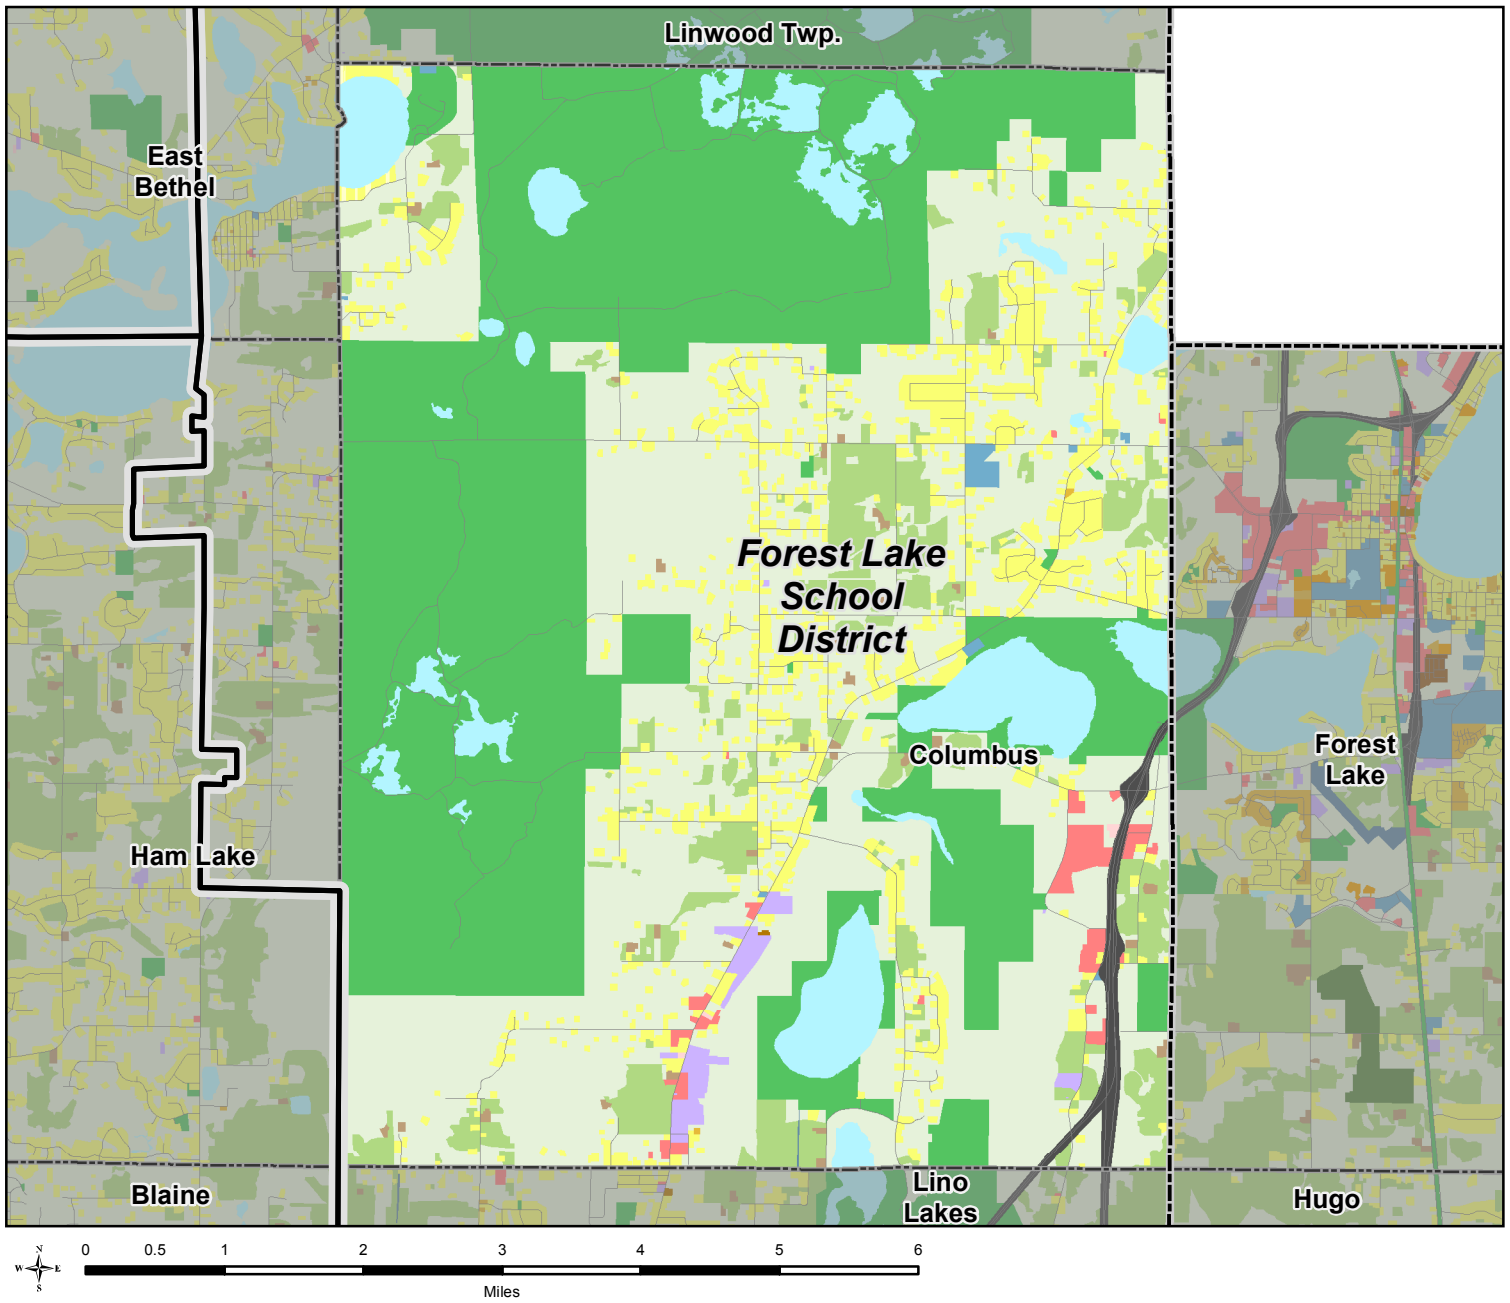 Linwood Twp.
East
Bethel
Forest Lake
School
District
Columbus
Forest
Lake
Ham Lake
Blaine
Lino
Lakes
Hugo
N
W E
S
0 0.5 1 2 3 4 5 6
Miles